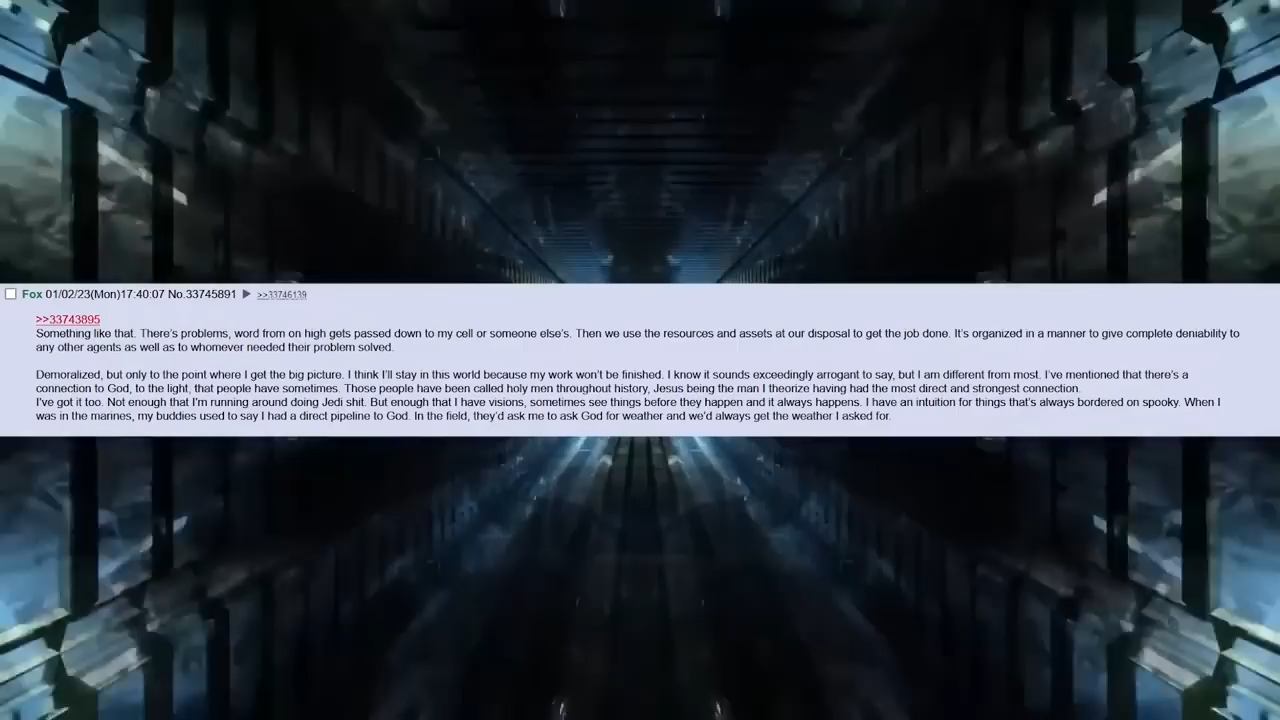 Fox 01/02/23(Mon)17:40:07 No.33745891 ▶ >>33746139
>>33743895
Something like that. There's problems, word from on high gets passed down to my cell or someone else's. Then we use the resources and assets at our disposal to get the job done. It's organized in a manner to give complete deniability to
any other agents as well as to whomever needed their problem solved.
Demoralized, but only to the point where I get the big picture. I think I'll stay in this world because my work won't be finished. I know it sounds exceedingly arrogant to say, but I am different from most. I've mentioned that there's a
connection to God, to the light, that people have sometimes. Those people have been called holy men throughout history, Jesus being the man I theorize having had the most direct and strongest connection.
I've got it too. Not enough that I'm running around doing Jedi shit. But enough that I have visions, sometimes see things before they happen and it always happens. I have an intuition for things that's always bordered on spooky. When I
was in the marines, my buddies used to say I had a direct pipeline to God. In the field, they'd ask me to ask God for weather and we'd always get the weather I asked for.